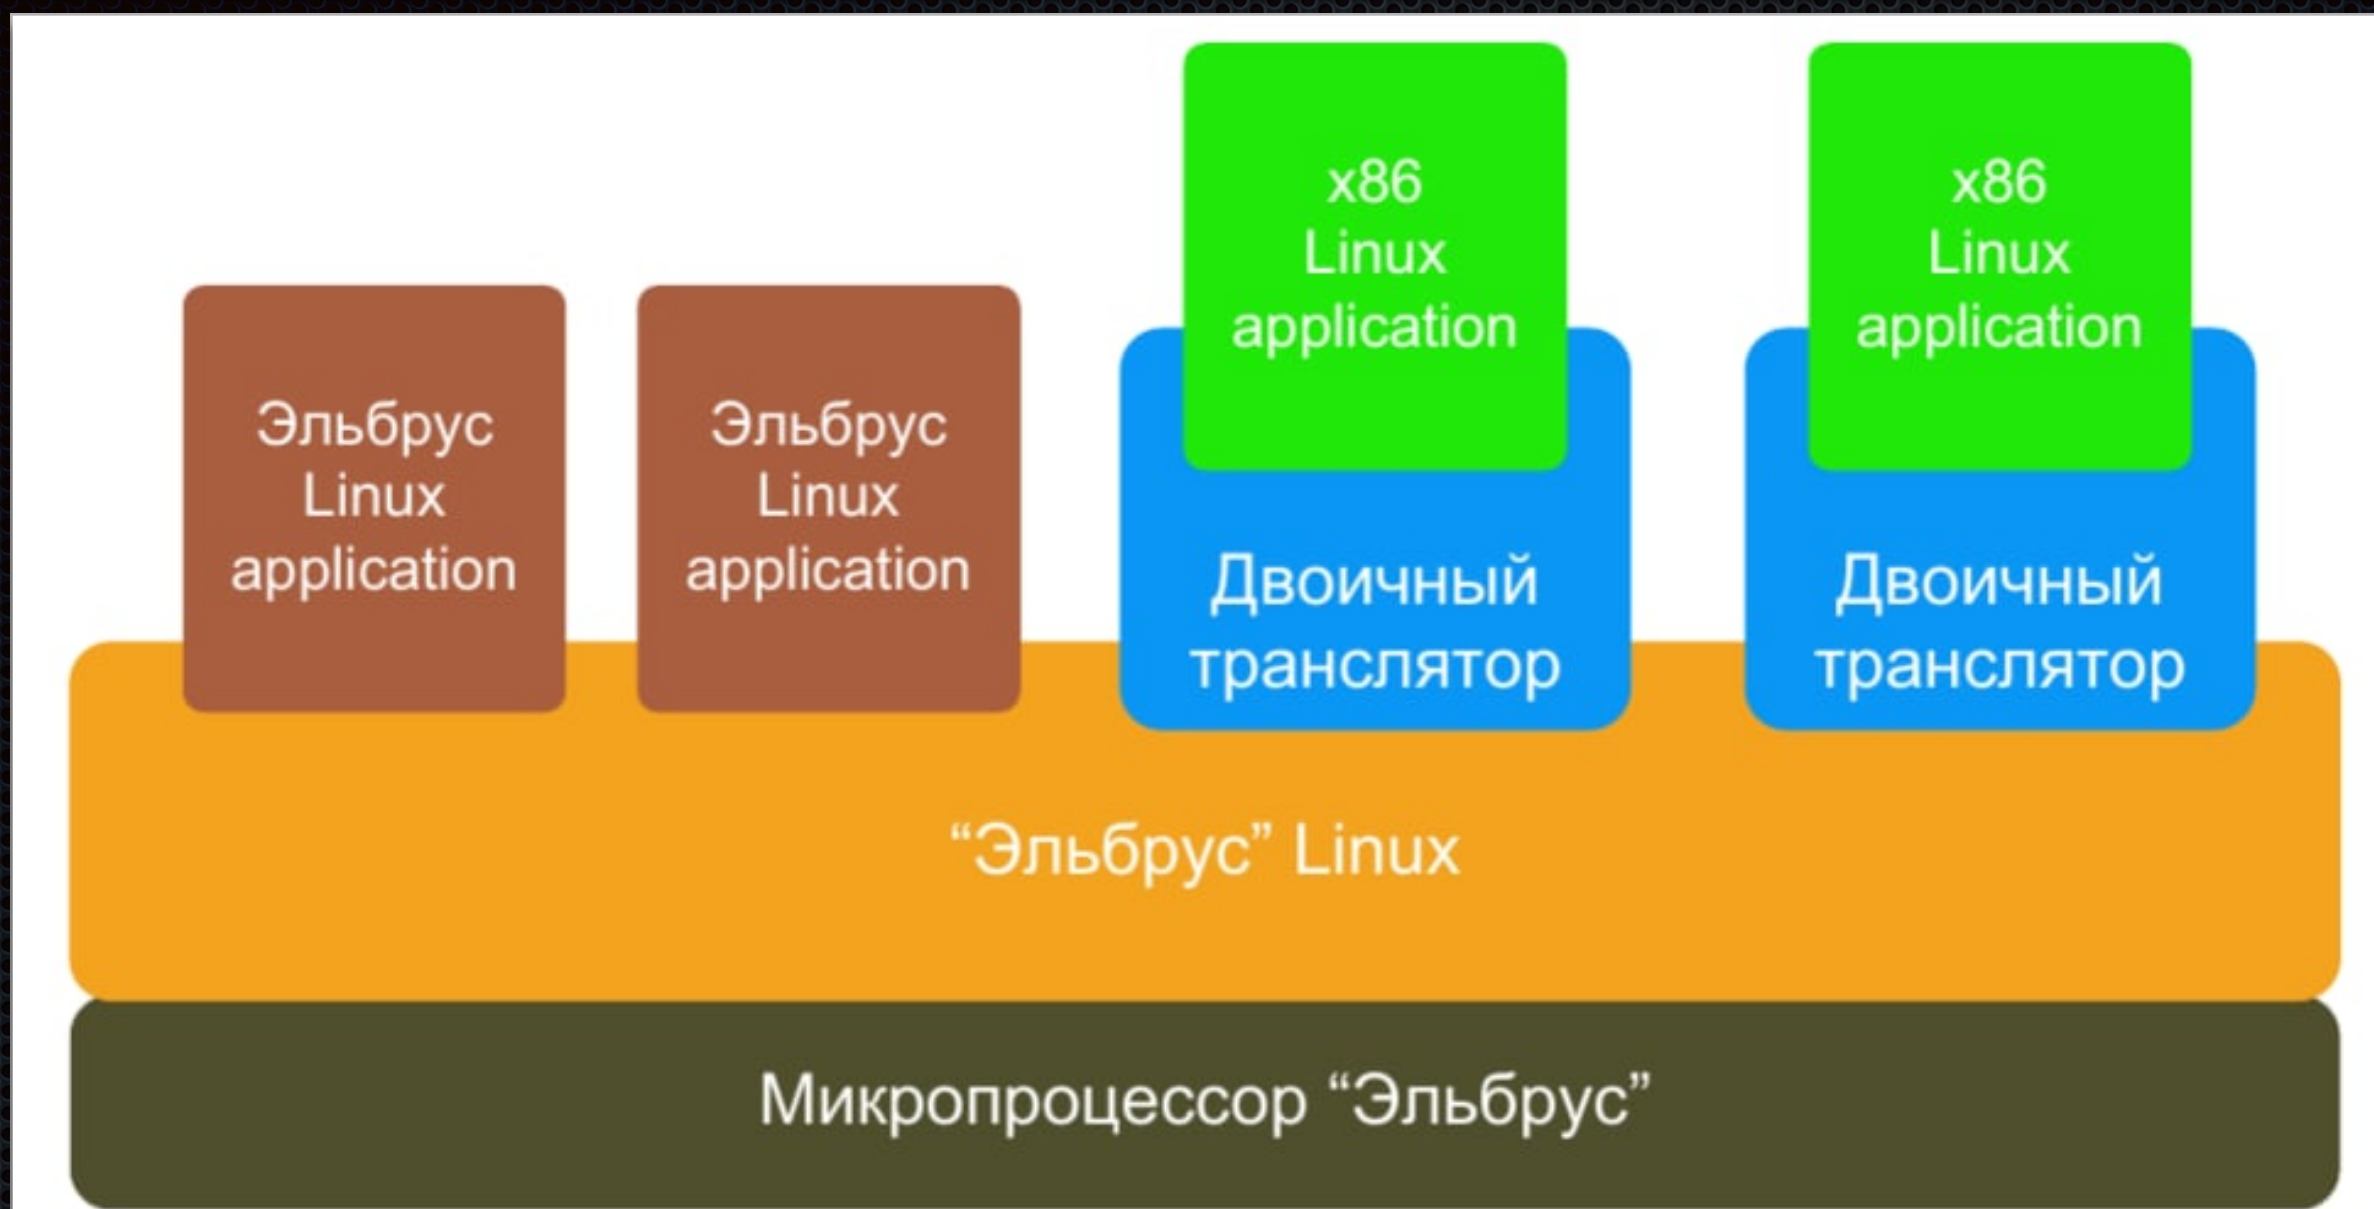 Эльбрус
Linux
application
Эльбрус
Linux
application
x86
Linux
application
Двоичный
транслятор
x86
Linux
application
Двоичный
транслятор
“Эльбрус” Linux
Микропроцессор “Эльбрус”